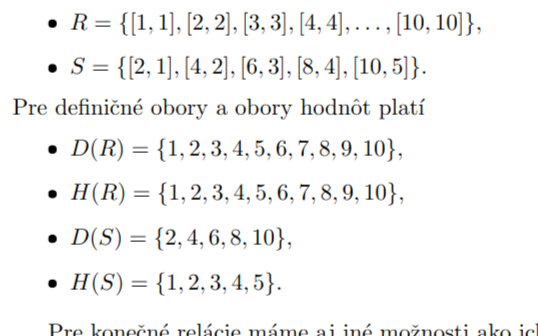 • R = {[1, 1], [2, 2], [3, 3], [4, 4], . . . , [10, 10]},
• S = {[2, 1], [4, 2], [6, 3], [8, 4], [10, 5]}.
Pre definičné obory a obory hodnôt platí
• D(R) = {1, 2, 3, 4, 5, 6, 7, 8, 9, 10},
• H(R) = {1, 2, 3, 4, 5, 6, 7, 8, 9, 10},
• D(S) = {2, 4, 6, 8, 10},
• H(S) = {1, 2, 3, 4, 5}.
Pre konečné relácie máme aj iné možnosti ako ich